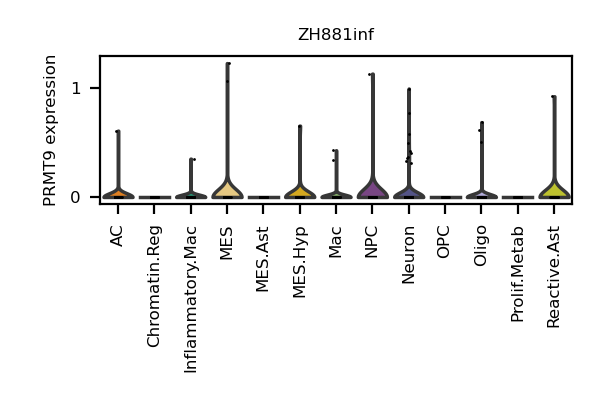 ZH881inf
PRMT9 expression
1
0
AC
Chromatin.Reg
Inflammatory.Mac
MES
MES.Ast
MES.Hyp
Mac
NPC
Neuron
OPC
Oligo
Prolif.Metab
Reactive.Ast